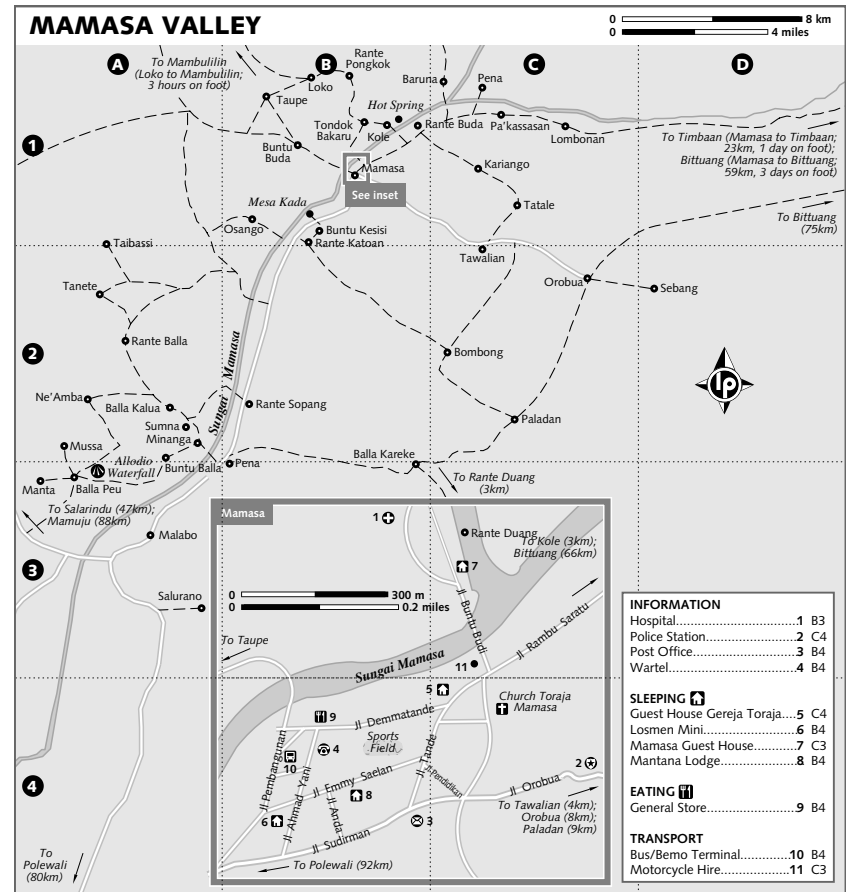 MAMASA VALLEY
0 8 km
0 4 miles
A
B
C
D
To Mambulilin
(Loko to Mambulilin;
3 hours on foot)
Rante
Pongkok
Loko
Taupe
Baruna
Pena
Hot Spring
Tondok
Bakaru
Kole
Rante Buda
Pa'kassasan
Lombonan
To Timbaan (Mamasa to Timbaan;
23km, 1 day on foot);
Bittuang (Mamasa to Bittuang;
59km, 3 days on foot)
1
Buntu
Buda
Mamasa
See inset
Kariango
Tatale
To Bittuang
(75km)
Mesa Kada
Osango
Buntu Kesisi
Rante Katoan
Taibassi
Tawalian
Tanete
Orobua
Sebang
2
Rante Balla
Sungai Mamasa
Bombong
lp
Ne'Amba
Balla Kalua
Rante Sopang
Sumna
Minanga
Paladan
Mussa
Allodio
Waterfall
Buntu Balla
Pena
Balla Kareke
Manta
Balla Peu
To Rante Duang
(3km)
To Salarindu (47km);
Mamuju (88km)
Malabo
3
Salurano
4
To
Polewali
(80km)
Mamasa
1
Rante Duang
To Kole (3km);
Bittuang (66km)
7
0 300 m
0 0.2 miles
Jl Buntu Budi
Jl Rambu Saratu
To Taupe
Sungai Mamasa
11
5
Church Toraja
Mamasa
9
Jl Demmatande
4
Sports
Field
10
Jl Pembangunan
Jl Ahmad Yani
Jl Tande
Jl Pendidikan
2
Jl Emmy Saelan
8
Jl Anda
Jl Orobua
6
3
Jl Sudirman
To Tawalian (4km);
Orobua (8km);
Paladan (9km)
To Polewali (92km)
INFORMATION
Hospital 1 B3
Police Station 2 C4
Post Office 3 B4
Wartel 4 B4
SLEEPING
Guest House Gereja Toraja 5 C4
Losmen Mini 6 B4
Mamasa Guest House 7 C3
Mantana Lodge 8 B4
EATING
General Store 9 B4
TRANSPORT
Bus/Bemo Terminal 10 B4
Motorcycle Hire 11 C3